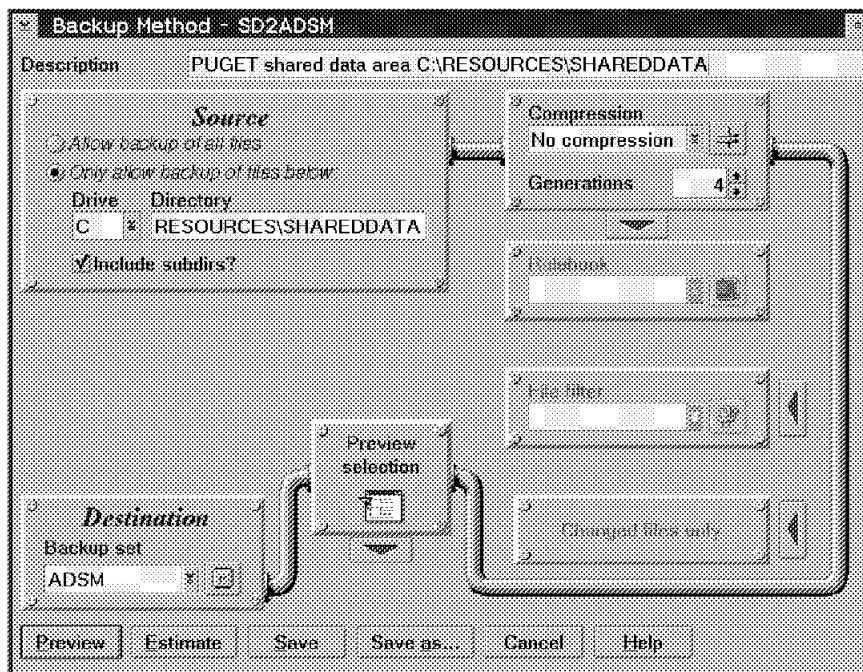 Backup Method - SD2ADSM
Description PUGET shared data area C:\RESOURCES\SHAREDDATA
Source
Allow backup of all files
Only allow backup of files below:
Drive Directory
C RESOURCES\SHAREDDATA
Include subdirs?
Compression
No compression
Generations 4
Rulebook
File filter
Preview
selection
Changed files only
Destination
Backup set
ADSM
Preview Estimate Save Save as... Cancel Help